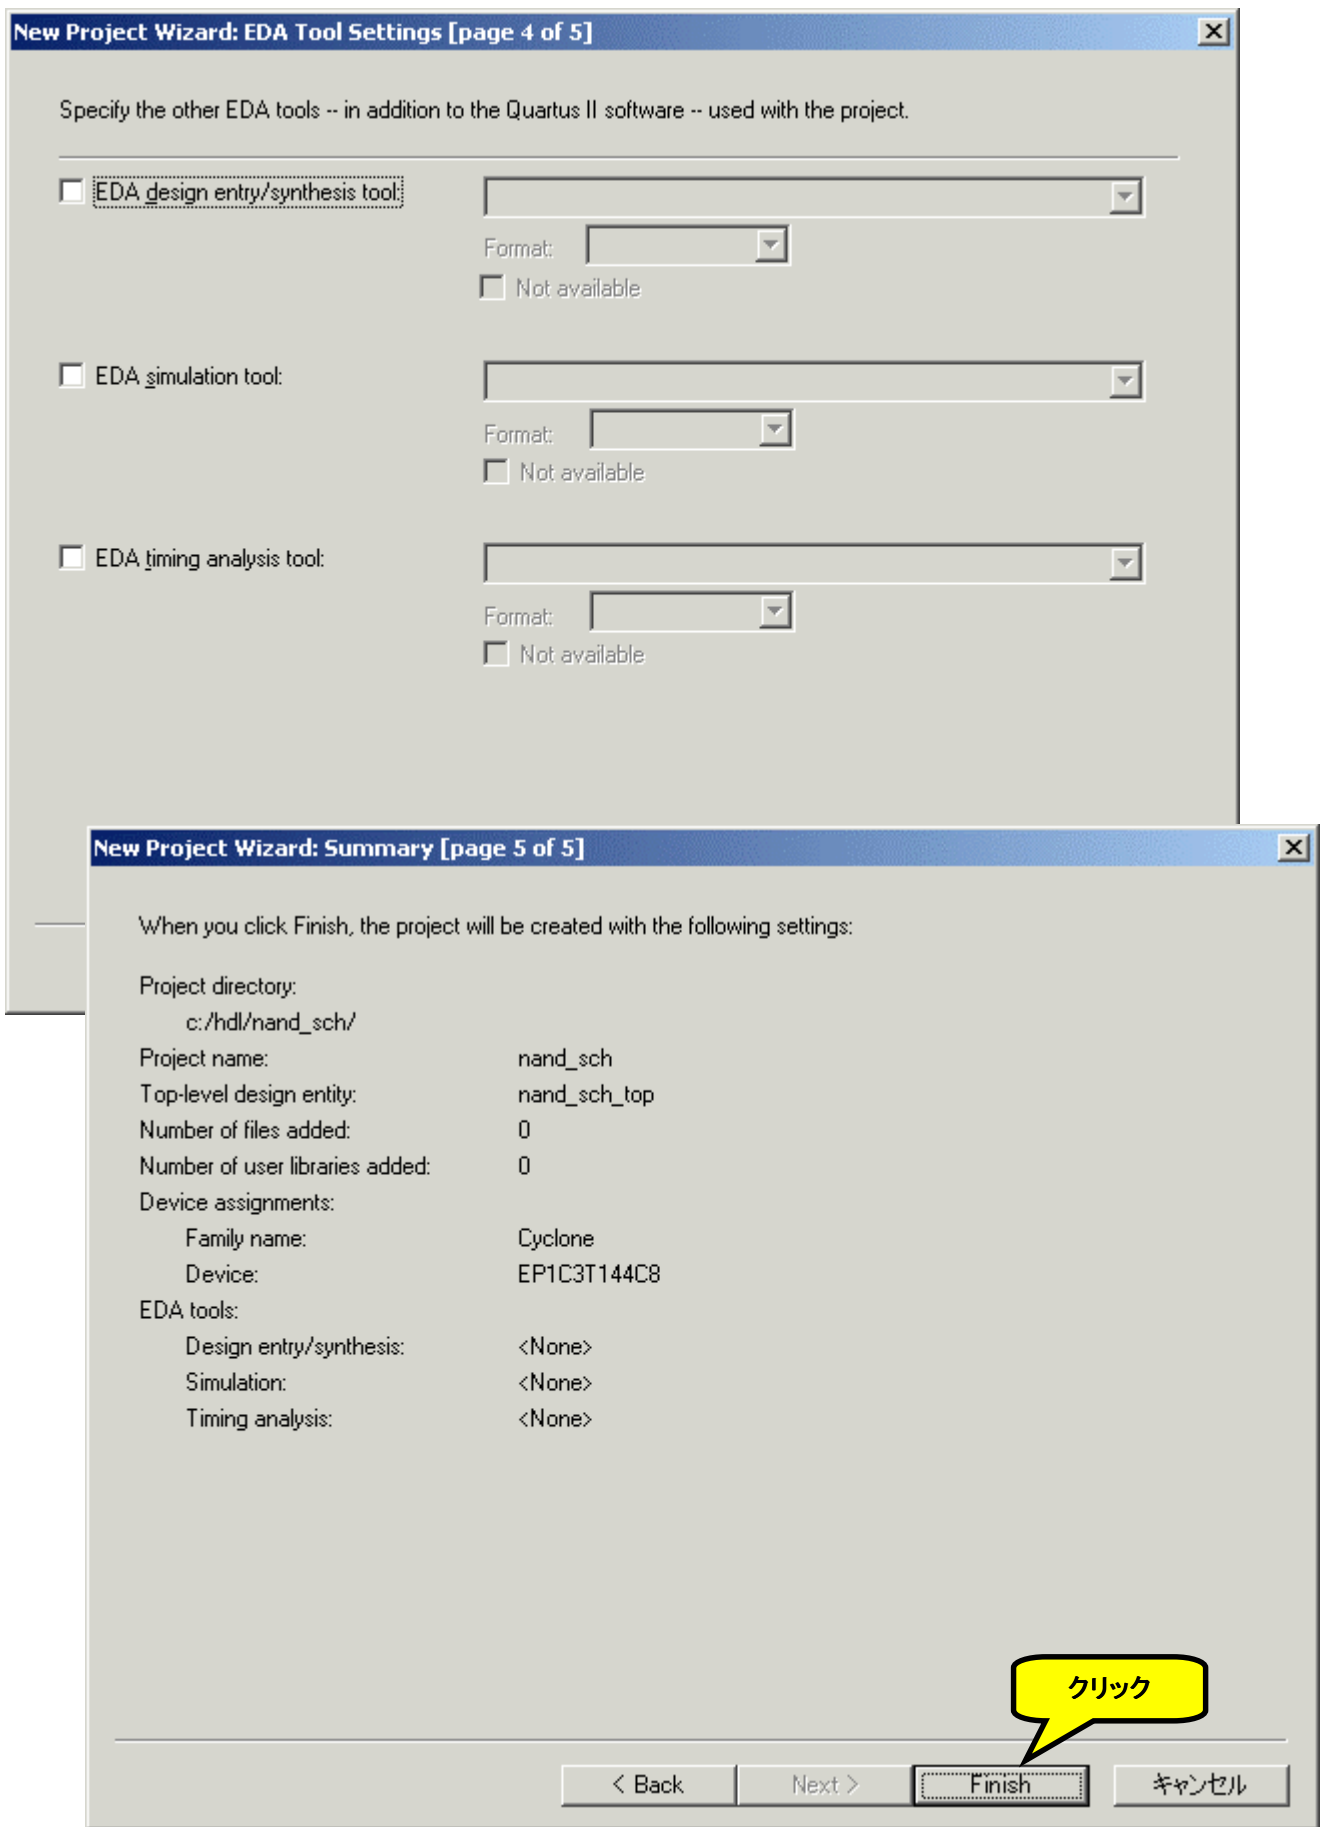 New Project Wizard: EDA Tool Settings [page 4 of 5]
Specify the other EDA tools -- in addition to the Quartus II software -- used with the project.
EDA design entry/synthesis tool:
Format:
Not available
EDA simulation tool:
Format:
Not available
EDA timing analysis tool:
Format:
Not available
New Project Wizard: Summary [page 5 of 5]
When you click Finish, the project will be created with the following settings:
Project directory:
c:/hdl/nand_sch/
Project name: nand_sch
Top-level design entity: nand_sch_top
Number of files added: 0
Number of user libraries added: 0
Device assignments:
Family name: Cyclone
Device: EP1C3T144C8
EDA tools:
Design entry/synthesis: <None>
Simulation: <None>
Timing analysis: <None>
クリック
< Back Next > Finish キャンセル